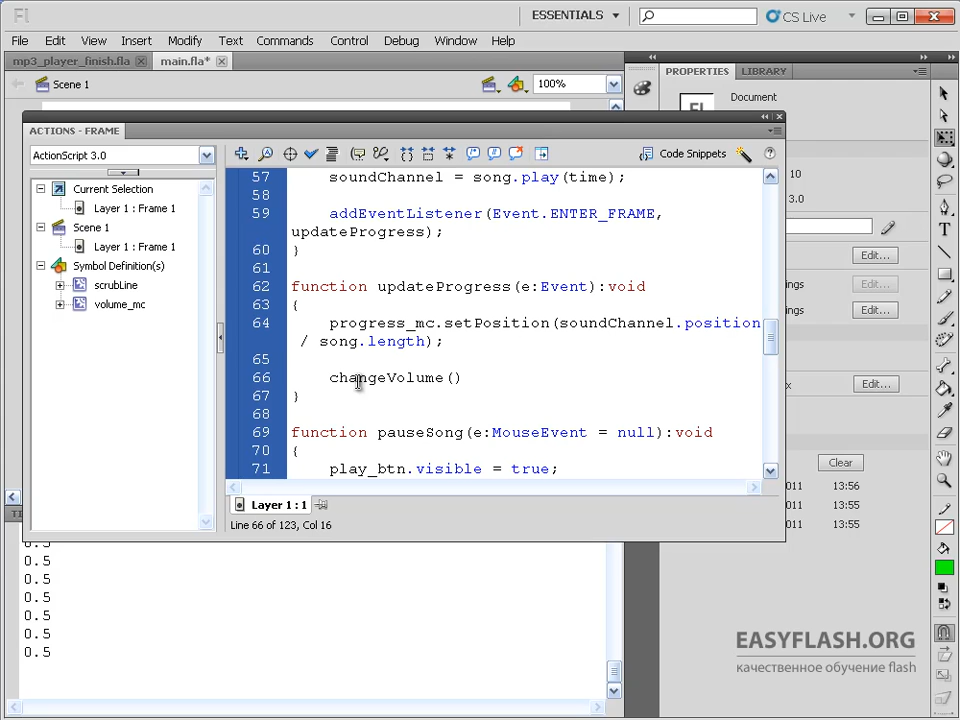 Fl
ESSENTIALS
CS Live
File Edit View Insert Modify Text Commands Control Debug Window Help
mp3_player_finish.fla
main.fla*
Scene 1
100%
PROPERTIES
LIBRARY
Document
ACTIONS - FRAME
ActionScript 3.0
Code Snippets
Current Selection
Layer 1 : Frame 1
Scene 1
Layer 1 : Frame 1
Symbol Definition(s)
scrubLine
volume_mc
57 soundChannel = song.play(time);
58
59 addEventListener(Event.ENTER_FRAME,
updateProgress);
60 }
61
62 function updateProgress(e:Event):void
63 {
64 progress_mc.setPosition(soundChannel.position
/ song.length);
65
66 changeVolume()
67 }
68
69 function pauseSong(e:MouseEvent = null):void
70 {
71 play_btn.visible = true;
Layer 1 : 1
Line 66 of 123, Col 16
10
3.0
Edit...
ings
Edit...
ings
Edit...
x
Edit...
Clear
2011 13:56
2011 13:55
2011 13:55
0.5
0.5
0.5
0.5
0.5
0.5
0.5
EASYFLASH.ORG
качественное обучение flash